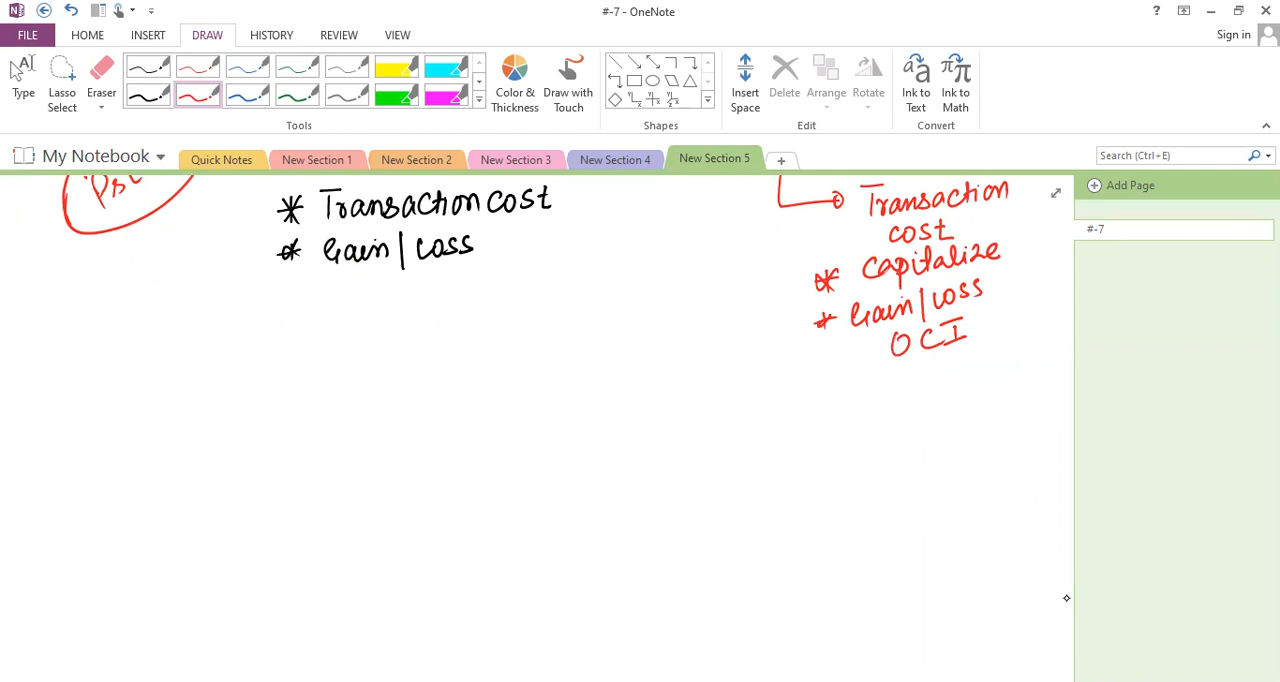 #-7 - OneNote
?
Sign in
FILE HOME INSERT DRAW HISTORY REVIEW VIEW
Type
Lasso Select
Eraser
Color & Thickness
Draw with Touch
Insert Space
Delete
Arrange
Rotate
Ink to Text
Ink to Math
Tools
Shapes
Edit
Convert
My Notebook
Quick Notes
New Section 1
New Section 2
New Section 3
New Section 4
New Section 5
Search (Ctrl+E)
Add Page
#-7
* Transaction cost
* Gain | Loss
Transaction
cost
* Capitalize
* Gain | Loss
OCI